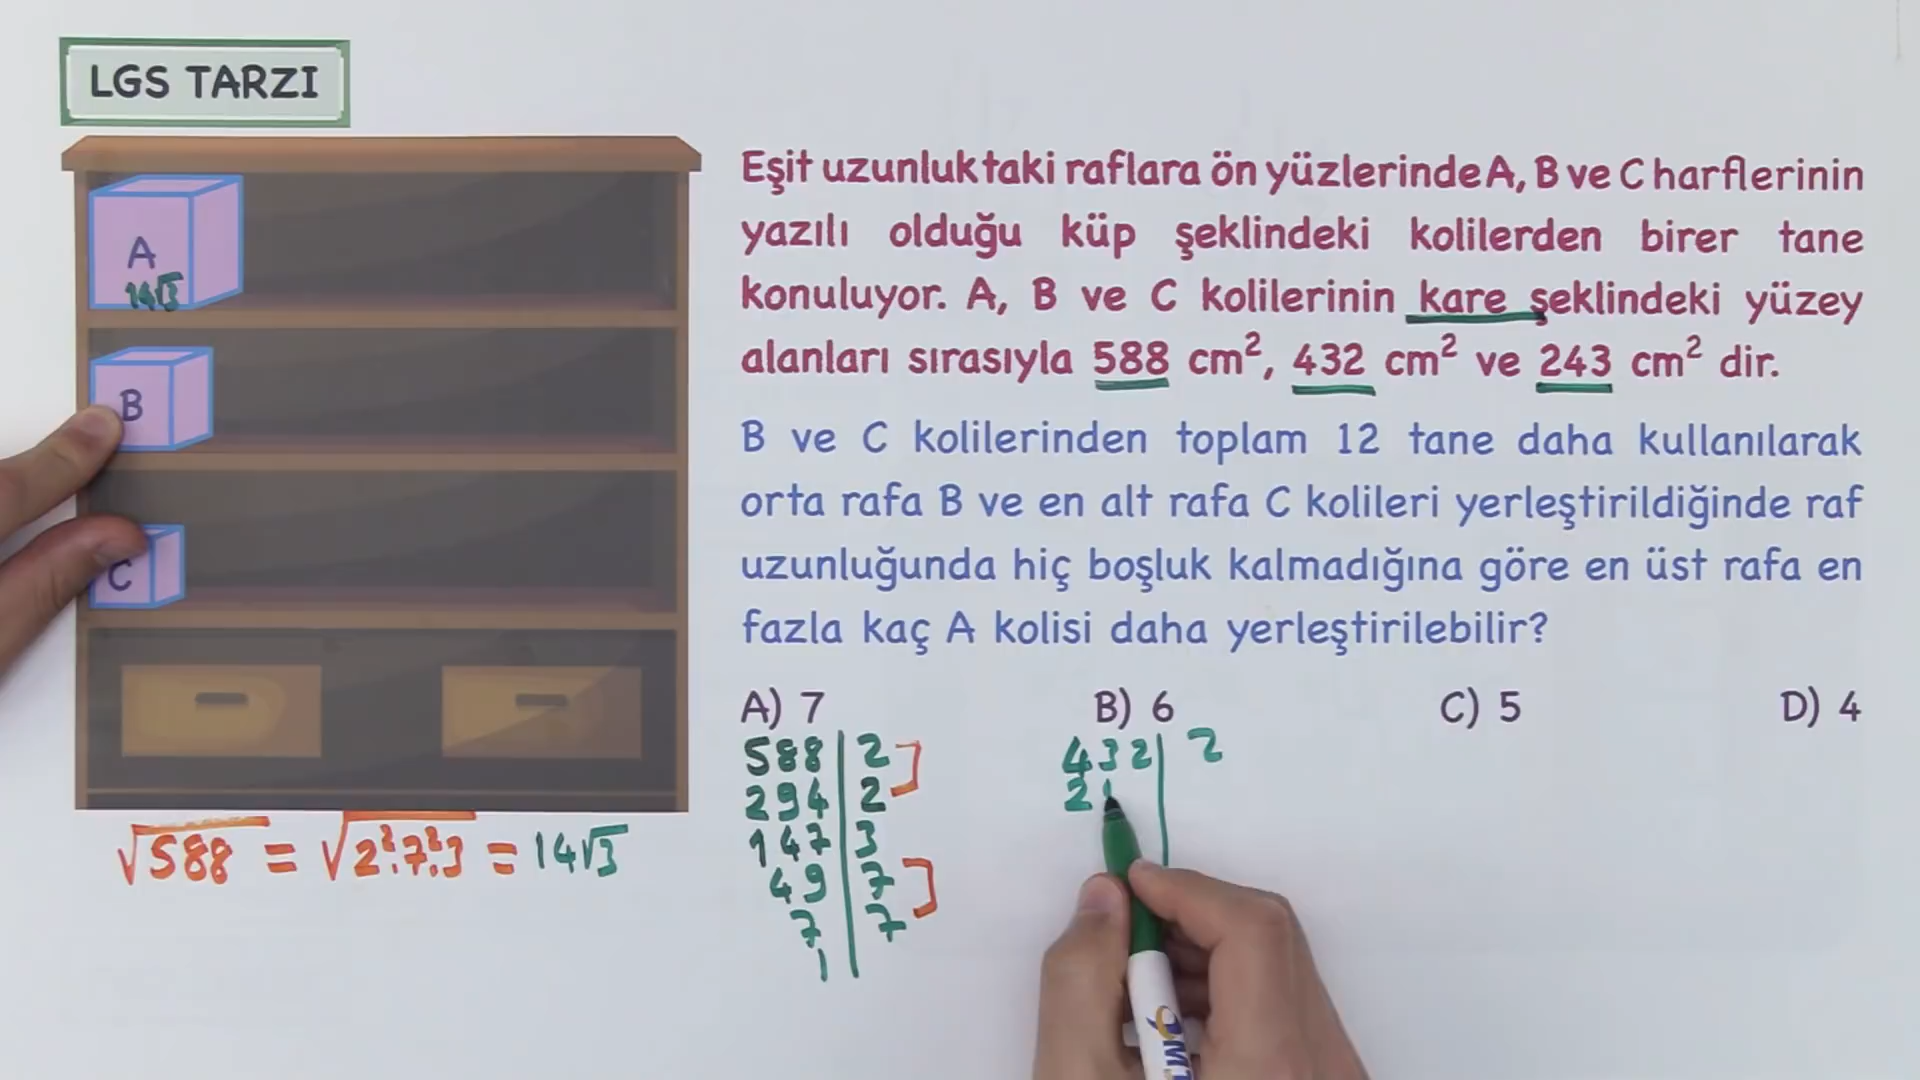 LGS TARZI
Eşit uzunluktaki raflara ön yüzlerinde A, B ve C harflerinin
yazılı olduğu küp şeklindeki kolilerden birer tane
konuluyor. A, B ve C kolilerinin kare şeklindeki yüzey
alanları sırasıyla 588 cm², 432 cm² ve 243 cm² dir.
B ve C kolilerinden toplam 12 tane daha kullanılarak
orta rafa B ve en alt rafa C kolileri yerleştirildiğinde raf
uzunluğunda hiç boşluk kalmadığına göre en üst rafa en
fazla kaç A kolisi daha yerleştirilebilir?
A) 7 B) 6 C) 5 D) 4
A
14√3
B
C
√588 = √2².7².3 = 14√3
588 2
294 2
147 3
49 7
7 7
1
432 2
21